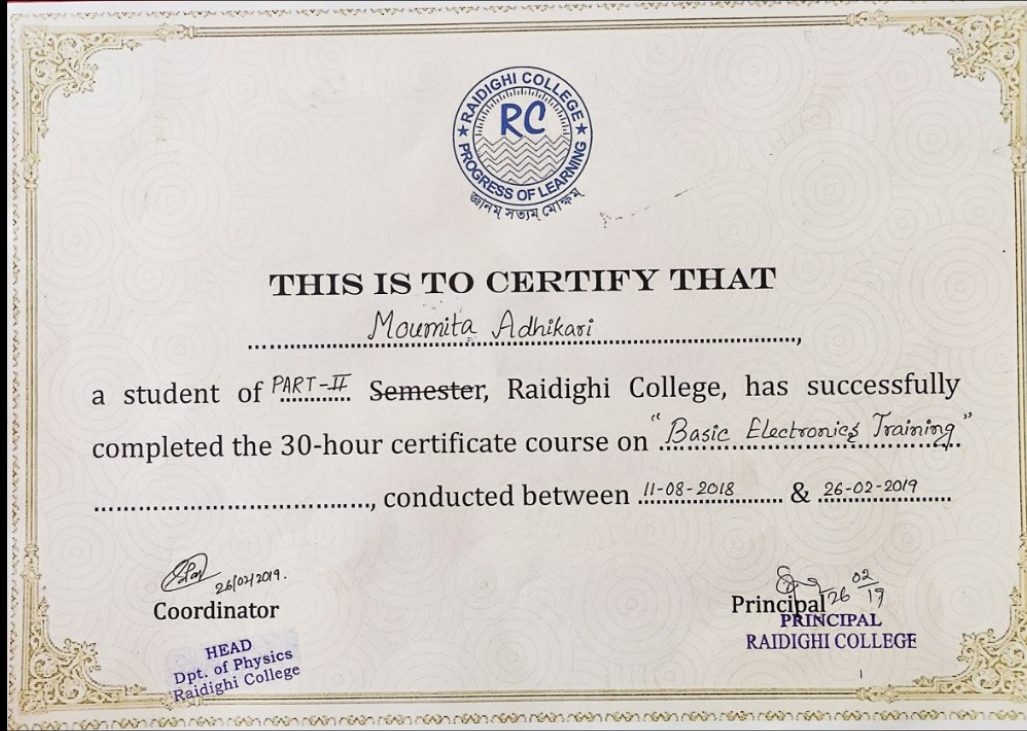 ★ RAIDIGHI COLLEGE ★
RC
PROGRESS OF LEARNING
জ্ঞানম্ সত্যম্ মোক্ষম্
THIS IS TO CERTIFY THAT
Moumita Adhikari
........................................................................,
a student of PART-II Semester, Raidighi College, has successfully
completed the 30-hour certificate course on "Basic Electronics Training"
...................................., conducted between 11-08-2018 & 26-02-2019
26/02/2019.
Coordinator
HEAD
Dpt. of Physics
Raidighi College
26 02/19
Principal
PRINCIPAL
RAIDIGHI COLLEGE